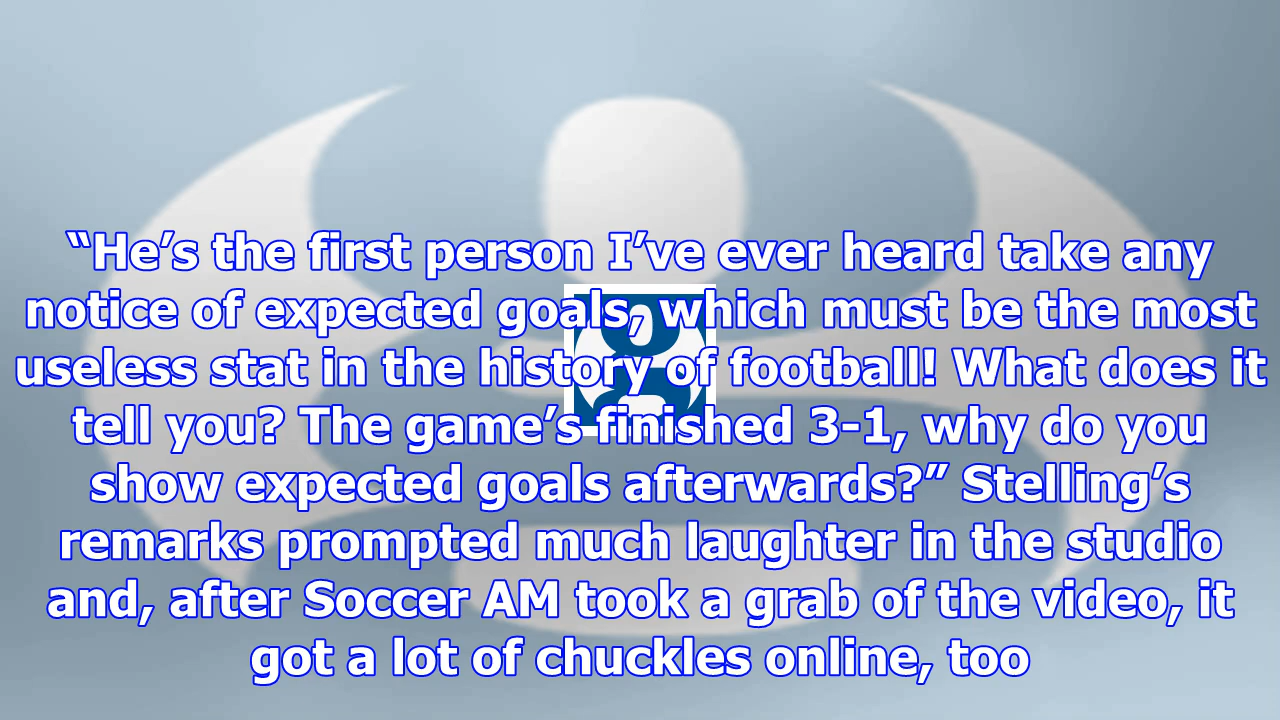 “He’s the first person I’ve ever heard take any
notice of expected goals, which must be the most
useless stat in the history of football! What does it
tell you? The game’s finished 3-1, why do you
show expected goals afterwards?” Stelling’s
remarks prompted much laughter in the studio
and, after Soccer AM took a grab of the video, it
got a lot of chuckles online, too